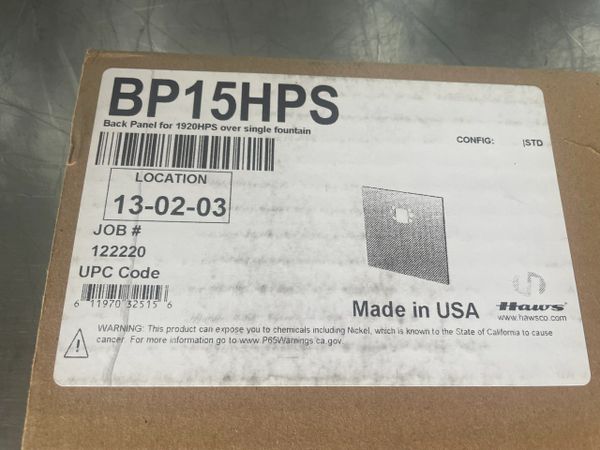 BP15HPS
Back Panel for 1920HPS over single fountain
CONFIG: |STD
LOCATION
13-02-03
JOB #
122220
UPC Code
6 11970 32515 6
Made in USA
Haws®
www.hawsco.com
WARNING: This product can expose you to chemicals including Nickel, which is known to the State of California to cause
cancer. For more information go to www.P65Warnings.ca.gov.